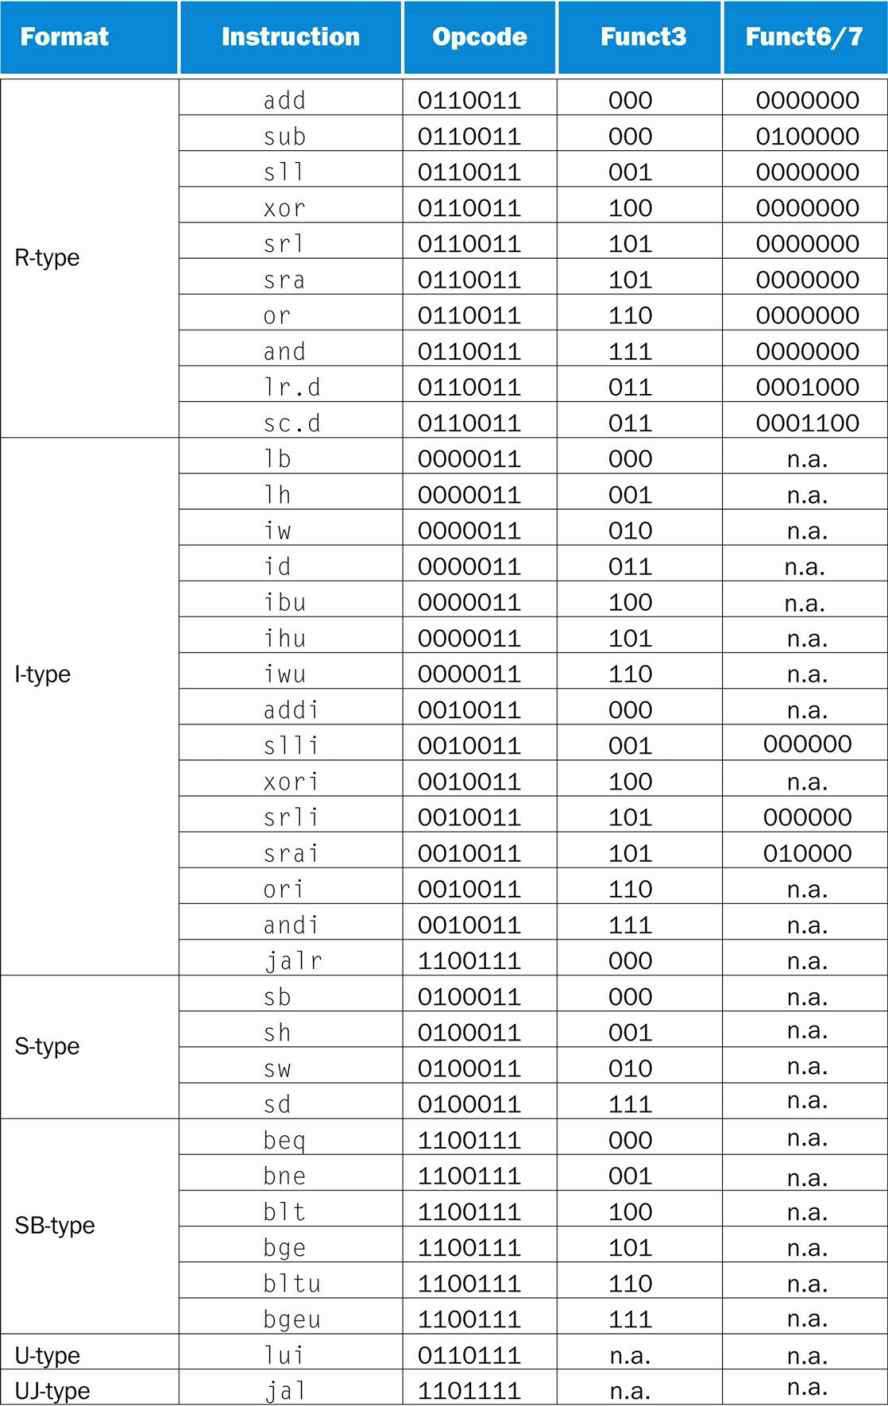 Format Instruction Opcode Funct3 Funct6/7
R-type
add 0110011 000 0000000
sub 0110011 000 0100000
sll 0110011 001 0000000
xor 0110011 100 0000000
srl 0110011 101 0000000
sra 0110011 101 0000000
or 0110011 110 0000000
and 0110011 111 0000000
lr.d 0110011 011 0001000
sc.d 0110011 011 0001100
I-type
lb 0000011 000 n.a.
lh 0000011 001 n.a.
iw 0000011 010 n.a.
id 0000011 011 n.a.
ibu 0000011 100 n.a.
ihu 0000011 101 n.a.
iwu 0000011 110 n.a.
addi 0010011 000 n.a.
slli 0010011 001 000000
xori 0010011 100 n.a.
srli 0010011 101 000000
srai 0010011 101 010000
ori 0010011 110 n.a.
andi 0010011 111 n.a.
jalr 1100111 000 n.a.
S-type
sb 0100011 000 n.a.
sh 0100011 001 n.a.
sw 0100011 010 n.a.
sd 0100011 111 n.a.
SB-type
beq 1100111 000 n.a.
bne 1100111 001 n.a.
blt 1100111 100 n.a.
bge 1100111 101 n.a.
bltu 1100111 110 n.a.
bgeu 1100111 111 n.a.
U-type lui 0110111 n.a. n.a.
UJ-type jal 1101111 n.a. n.a.